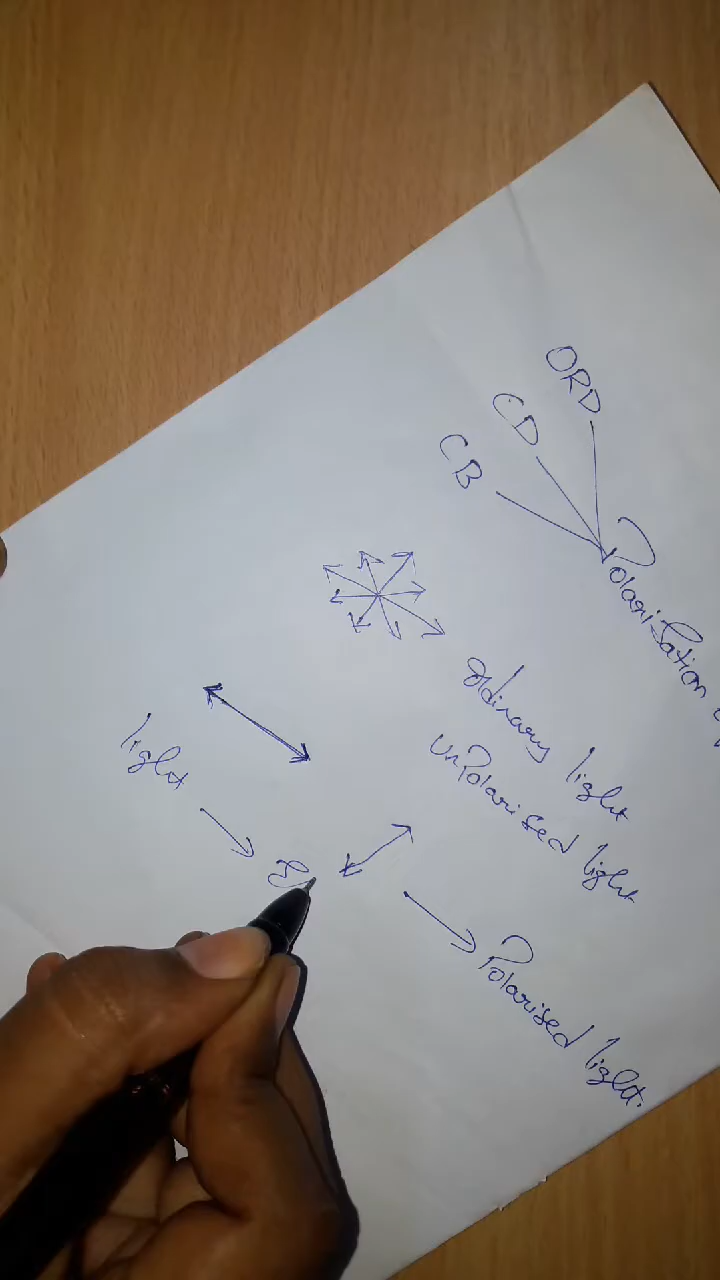 ORD
CD
CB
Polarisation
Ordinary light
UnPolarised light
Polarised light.
light